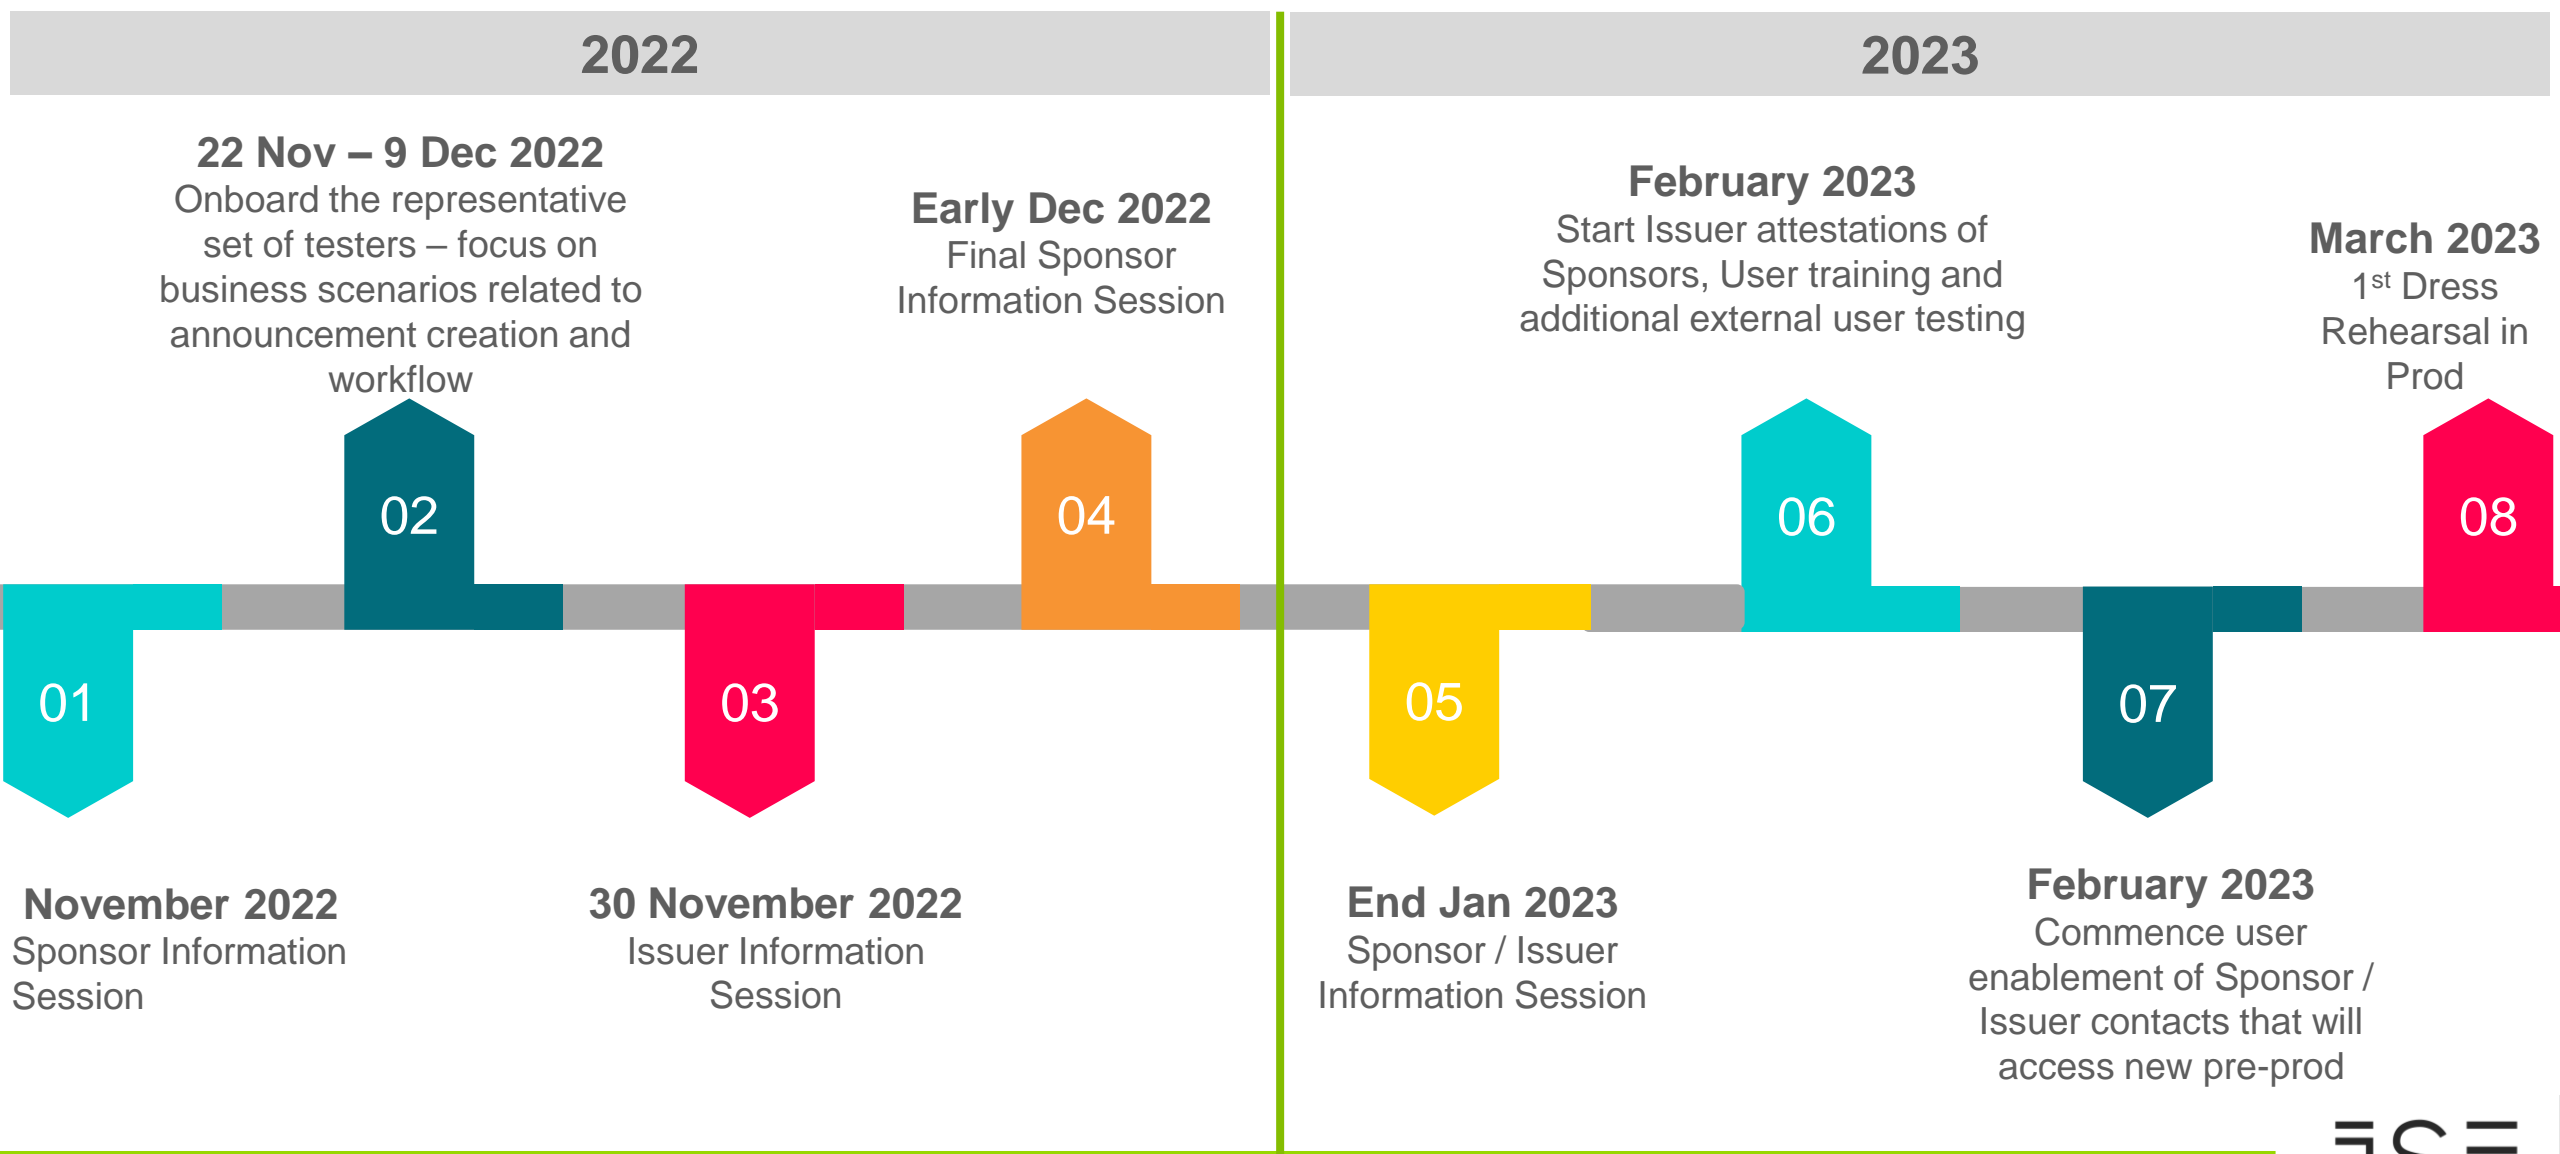 2022
2023
22 Nov – 9 Dec 2022
Onboard the representative
set of testers – focus on
business scenarios related to
announcement creation and
workflow
Early Dec 2022
Final Sponsor
Information Session
February 2023
Start Issuer attestations of
Sponsors, User training and
additional external user testing
March 2023
1st Dress
Rehearsal in
Prod
02
04
06
08
01
03
05
07
November 2022
Sponsor Information
Session
30 November 2022
Issuer Information
Session
End Jan 2023
Sponsor / Issuer
Information Session
February 2023
Commence user
enablement of Sponsor /
Issuer contacts that will
access new pre-prod